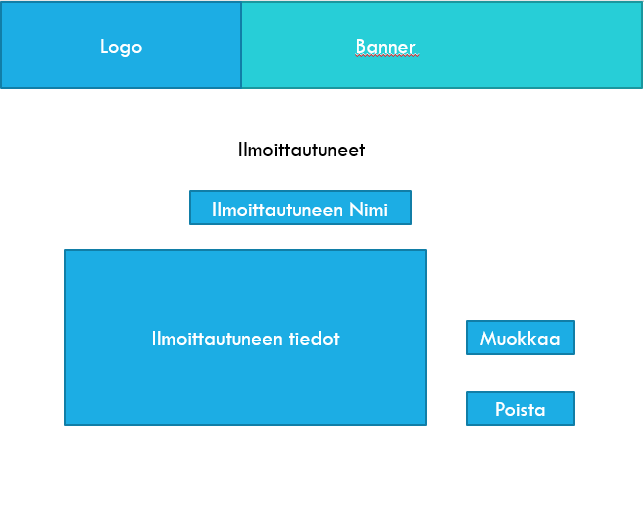 Logo
Banner
Ilmoittautuneet
Ilmoittautuneen Nimi
Ilmoittautuneen tiedot
Muokkaa
Poista